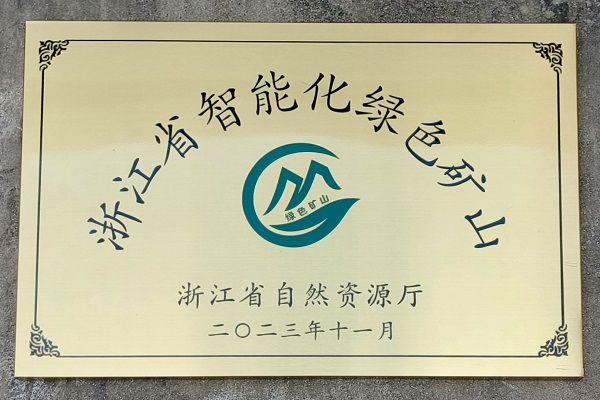 浙江省智能化绿色矿山
绿色矿山
浙江省自然资源厅
二〇二三年十一月